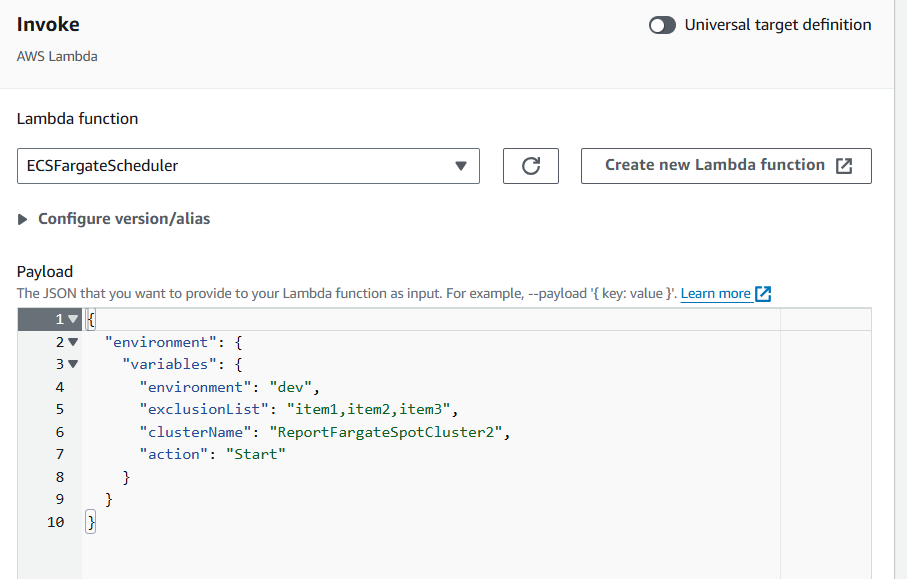 Invoke
Universal target definition
AWS Lambda
Lambda function
ECSFargateScheduler
Create new Lambda function
Configure version/alias
Payload
The JSON that you want to provide to your Lambda function as input. For example, --payload '{ key: value }'. Learn more
1 {
2 "environment": {
3 "variables": {
4 "environment": "dev",
5 "exclusionList": "item1,item2,item3",
6 "clusterName": "ReportFargateSpotCluster2",
7 "action": "Start"
8 }
9 }
10 }